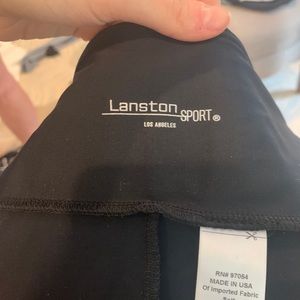 Lanston
SPORT®
LOS ANGELES
RN# 97084
MADE IN USA
Of Imported Fabric